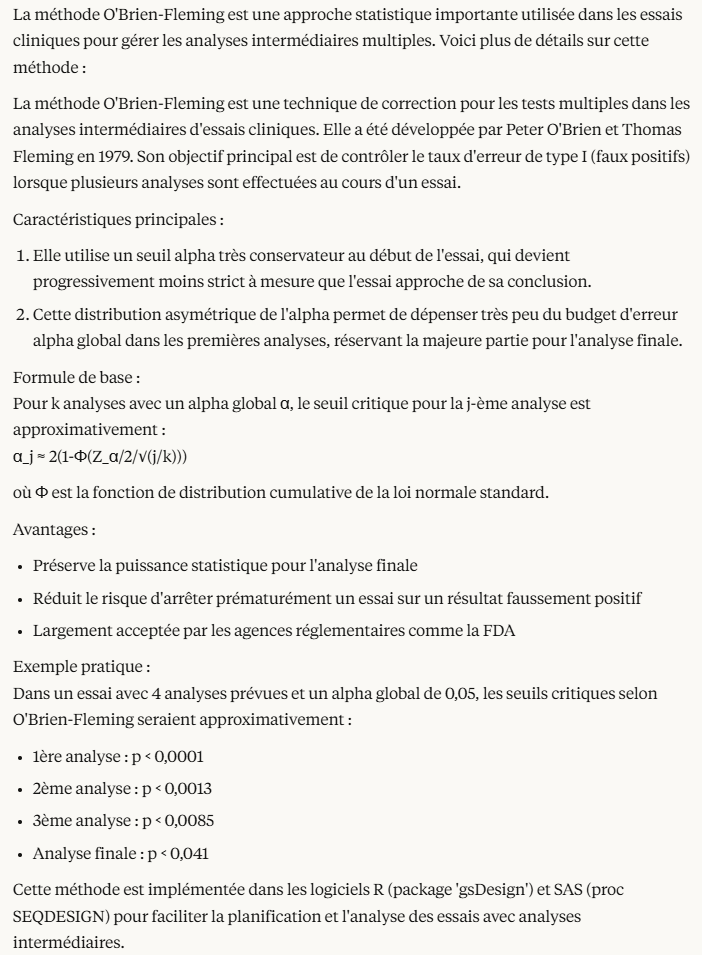 La méthode O'Brien-Fleming est une approche statistique importante utilisée dans les essais
cliniques pour gérer les analyses intermédiaires multiples. Voici plus de détails sur cette
méthode :
La méthode O'Brien-Fleming est une technique de correction pour les tests multiples dans les
analyses intermédiaires d'essais cliniques. Elle a été développée par Peter O'Brien et Thomas
Fleming en 1979. Son objectif principal est de contrôler le taux d'erreur de type I (faux positifs)
lorsque plusieurs analyses sont effectuées au cours d'un essai.
Caractéristiques principales :
1. Elle utilise un seuil alpha très conservateur au début de l'essai, qui devient
progressivement moins strict à mesure que l'essai approche de sa conclusion.
2. Cette distribution asymétrique de l'alpha permet de dépenser très peu du budget d'erreur
alpha global dans les premières analyses, réservant la majeure partie pour l'analyse finale.
Formule de base :
Pour k analyses avec un alpha global α, le seuil critique pour la j-ème analyse est
approximativement :
α_j ≈ 2(1-Φ(Z_α/2/√(j/k)))
où Φ est la fonction de distribution cumulative de la loi normale standard.
Avantages :
• Préserve la puissance statistique pour l'analyse finale
• Réduit le risque d'arrêter prématurément un essai sur un résultat faussement positif
• Largement acceptée par les agences réglementaires comme la FDA
Exemple pratique :
Dans un essai avec 4 analyses prévues et un alpha global de 0,05, les seuils critiques selon
O'Brien-Fleming seraient approximativement :
• 1ère analyse : p < 0,0001
• 2ème analyse : p < 0,0013
• 3ème analyse : p < 0,0085
• Analyse finale : p < 0,041
Cette méthode est implémentée dans les logiciels R (package 'gsDesign') et SAS (proc
SEQDESIGN) pour faciliter la planification et l'analyse des essais avec analyses
intermédiaires.